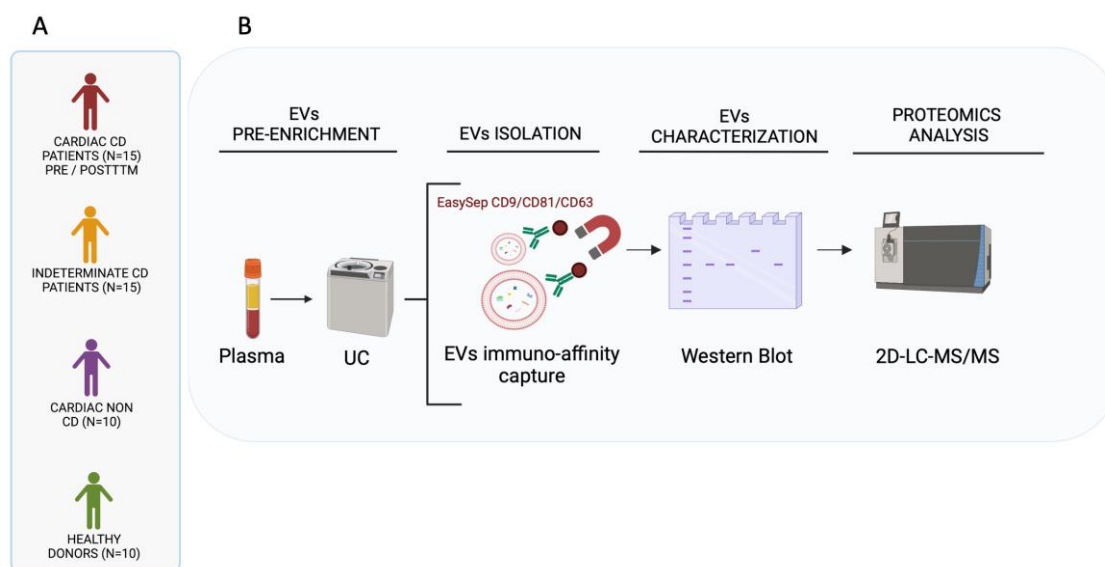 A
CARDIAC CD
PATIENTS (N=15)
PRE / POSTTTM
INDETERMINATE CD
PATIENTS (N=15)
CARDIAC NON
CD (N=10)
HEALTHY
DONORS (N=10)
B
EVs
PRE-ENRICHMENT
EVs ISOLATION
EVs
CHARACTERIZATION
PROTEOMICS
ANALYSIS
EasySep CD9/CD81/CD63
Plasma
UC
EVs immuno-affinity
capture
Western Blot
2D-LC-MS/MS